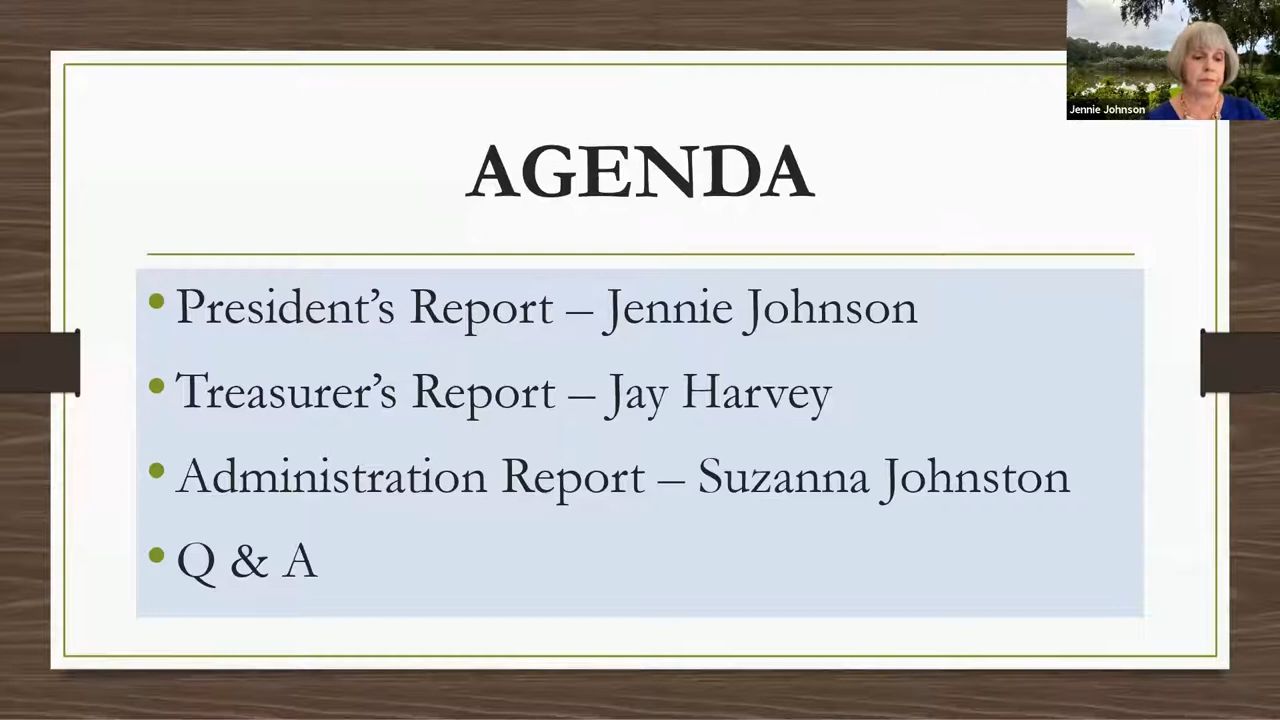 Jennie Johnson
AGENDA
• President’s Report – Jennie Johnson
• Treasurer’s Report – Jay Harvey
• Administration Report – Suzanna Johnston
• Q & A